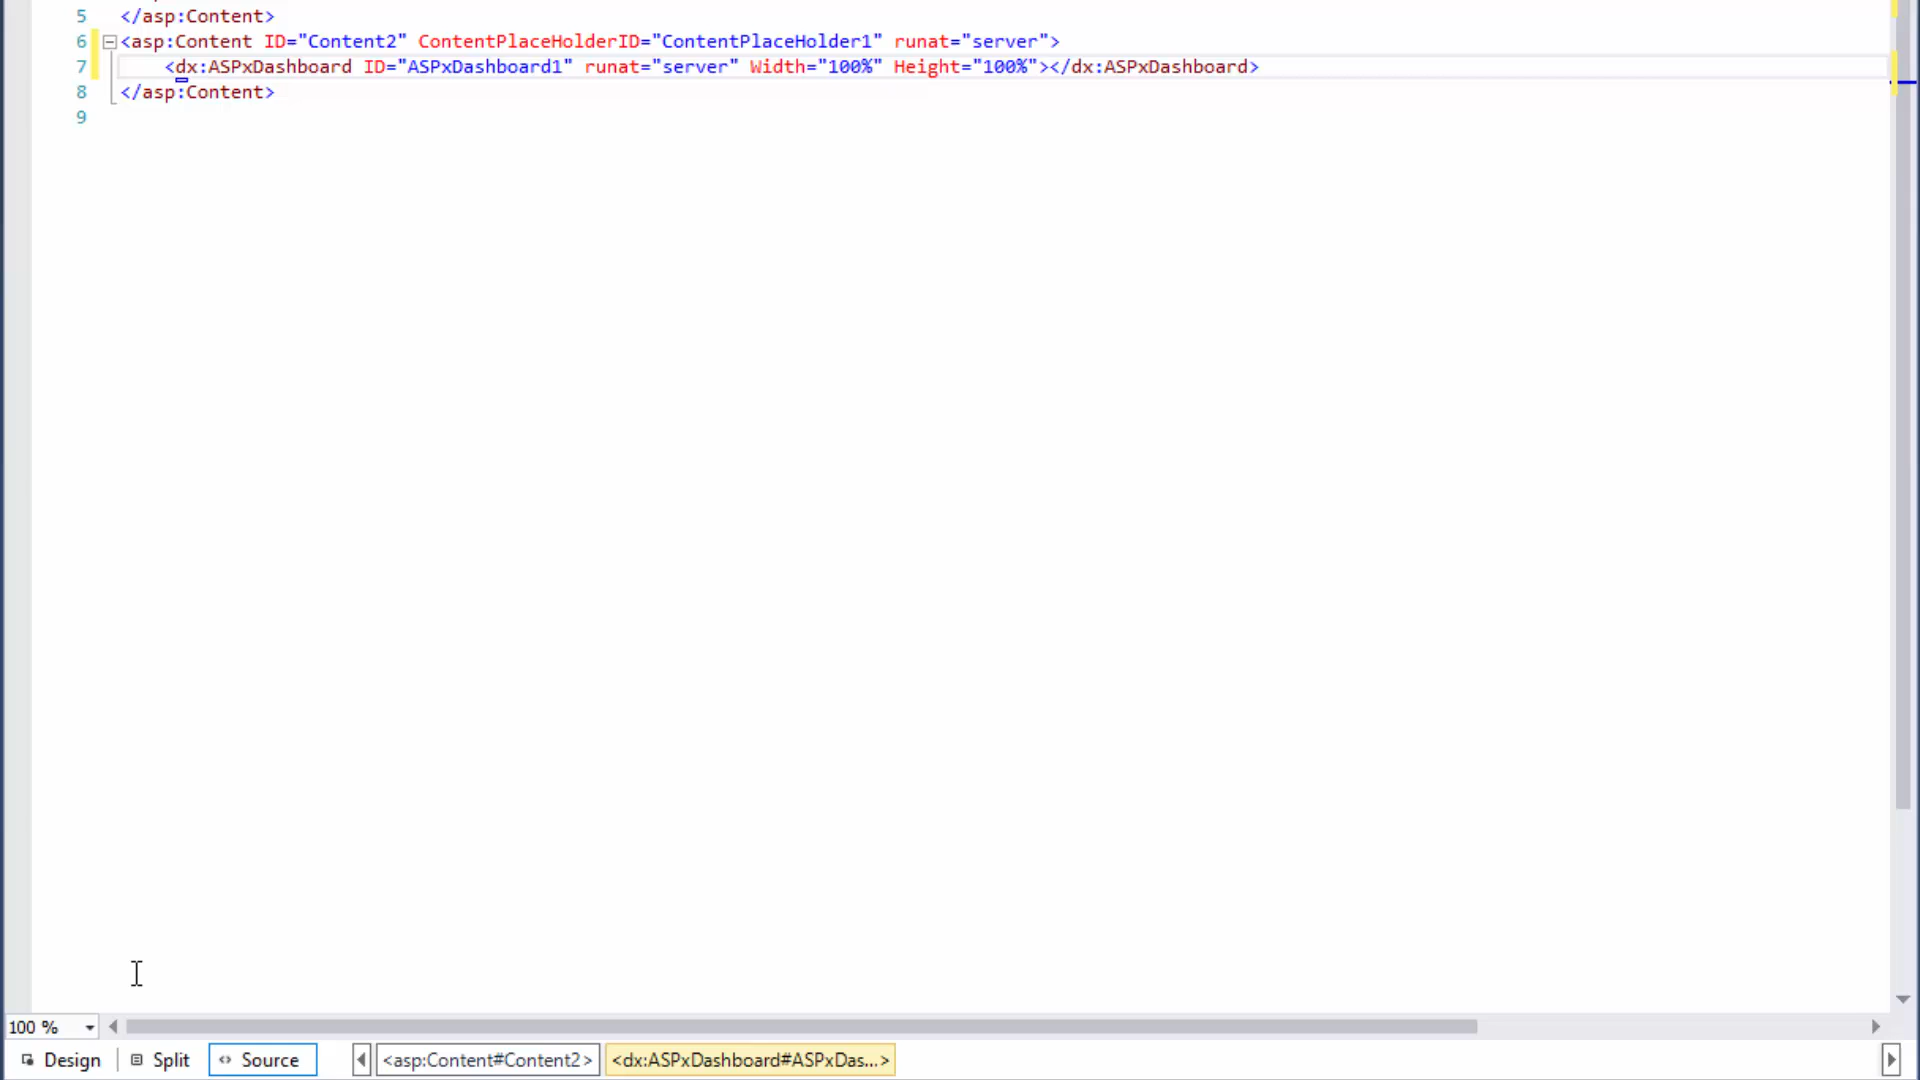 5 </asp:Content>
6 <asp:Content ID="Content2" ContentPlaceHolderID="ContentPlaceHolder1" runat="server">
7 <dx:ASPxDashboard ID="ASPxDashboard1" runat="server" Width="100%" Height="100%"></dx:ASPxDashboard>
8 </asp:Content>
9
100 %
Design Split Source <asp:Content#Content2> <dx:ASPxDashboard#ASPxDas...>